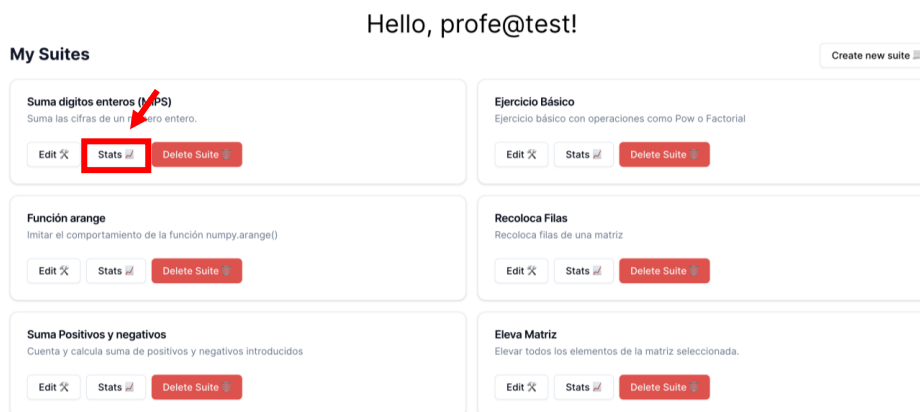 Hello, profe@test!
My Suites
Create new suite
Suma digitos enteros (MIPS)
Suma las cifras de un número entero.
Edit Stats Delete Suite
Ejercicio Básico
Ejercicio básico con operaciones como Pow o Factorial
Edit Stats Delete Suite
Función arange
Imitar el comportamiento de la función numpy.arange()
Edit Stats Delete Suite
Recoloca Filas
Recoloca filas de una matriz
Edit Stats Delete Suite
Suma Positivos y negativos
Cuenta y calcula suma de positivos y negativos introducidos
Edit Stats Delete Suite
Eleva Matriz
Elevar todos los elementos de la matriz seleccionada.
Edit Stats Delete Suite